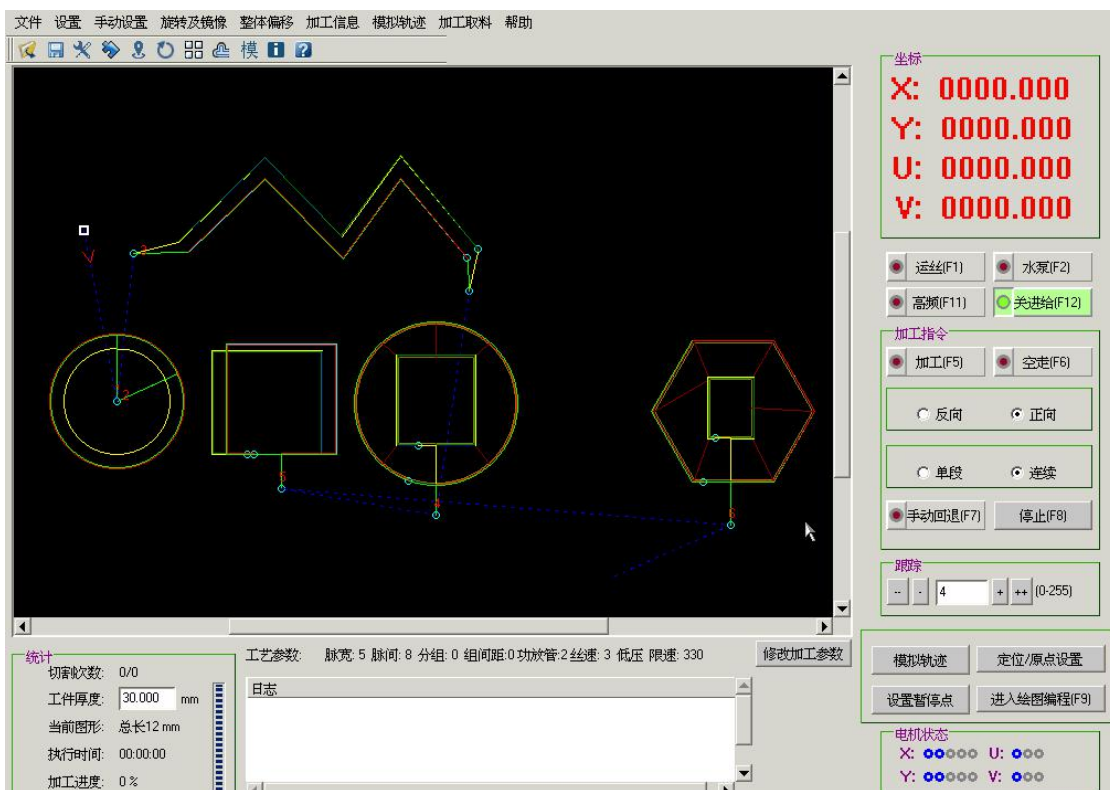 文件 设置 手动设置 旋转及镜像 整体偏移 加工信息 模拟轨迹 加工取料 帮助
模
坐标
X: 0000.000
Y: 0000.000
U: 0000.000
V: 0000.000
运丝(F1) 水泵(F2)
高频(F11) 关进给(F12)
加工指令
加工(F5) 空走(F6)
反向 正向
单段 连续
手动回退(F7) 停止(F8)
跟踪
-- - 4 + ++ (0-255)
工艺参数: 脉宽: 5 脉间: 8 分组: 0 组间距:0 功放管:2 丝速: 3 低压 限速: 330 修改加工参数
统计
切割次数: 0/0
工件厚度: 30.000 mm
当前图形: 总长12 mm
执行时间: 00:00:00
加工进度: 0 %
日志
模拟轨迹 定位/原点设置
设置暂停点 进入绘图编程(F9)
电机状态
X: U:
Y: V: